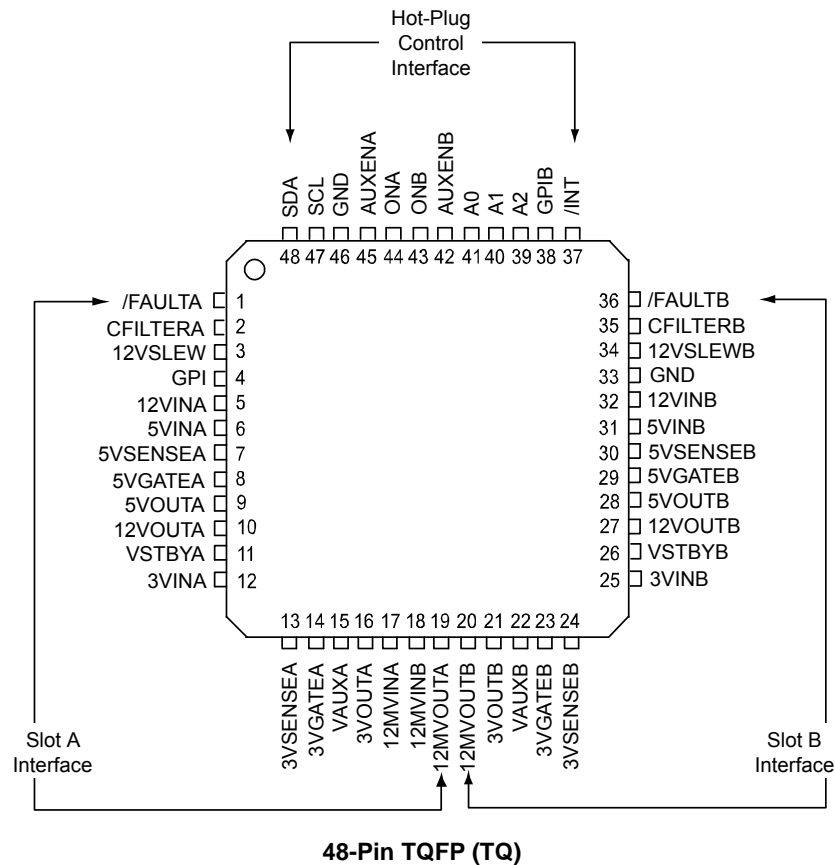 Hot-Plug
Control
Interface
SDA
SCL
GND
AUXENA
ONA
ONB
AUXENB
A0
A1
A2
GPIB
/INT
48 47 46 45 44 43 42 41 40 39 38 37
/FAULTA 1
CFILTERA 2
12VSLEW 3
GPI 4
12VINA 5
5VINA 6
5VSENSEA 7
5VGATEA 8
5VOUTA 9
12VOUTA 10
VSTBYA 11
3VINA 12
36 /FAULTB
35 CFILTERB
34 12VSLEWB
33 GND
32 12VINB
31 5VINB
30 5VSENSEB
29 5VGATEB
28 5VOUTB
27 12VOUTB
26 VSTBYB
25 3VINB
13 14 15 16 17 18 19 20 21 22 23 24
3VSENSEA
3VGATEA
VAUXA
3VOUTA
12MVINA
12MVINB
12MVOUTA
12MVOUTB
3VOUTB
VAUXB
3VGATEB
3VSENSEB
Slot A
Interface
Slot B
Interface
48-Pin TQFP (TQ)